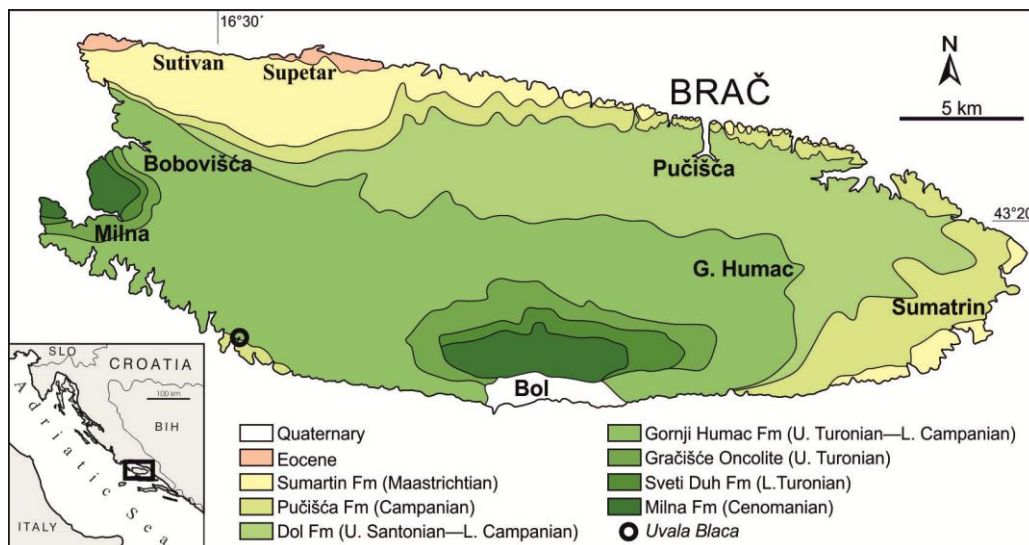 16°30´
Sutivan
Supetar
BRAČ
N
5 km
Bobovišća
Pučišča
Milna
43°20
G. Humac
Sumatrin
Bol
SLO
CROATIA
100 km
BIH
Adriatic Sea
ITALY
Quaternary
Eocene
Sumartin Fm (Maastrichtian)
Pučišća Fm (Campanian)
Dol Fm (U. Santonian—L. Campanian)
Gornji Humac Fm (U. Turonian—L. Campanian)
Gračišće Oncolite (U. Turonian)
Sveti Duh Fm (L.Turonian)
Milna Fm (Cenomanian)
Uvala Blaca